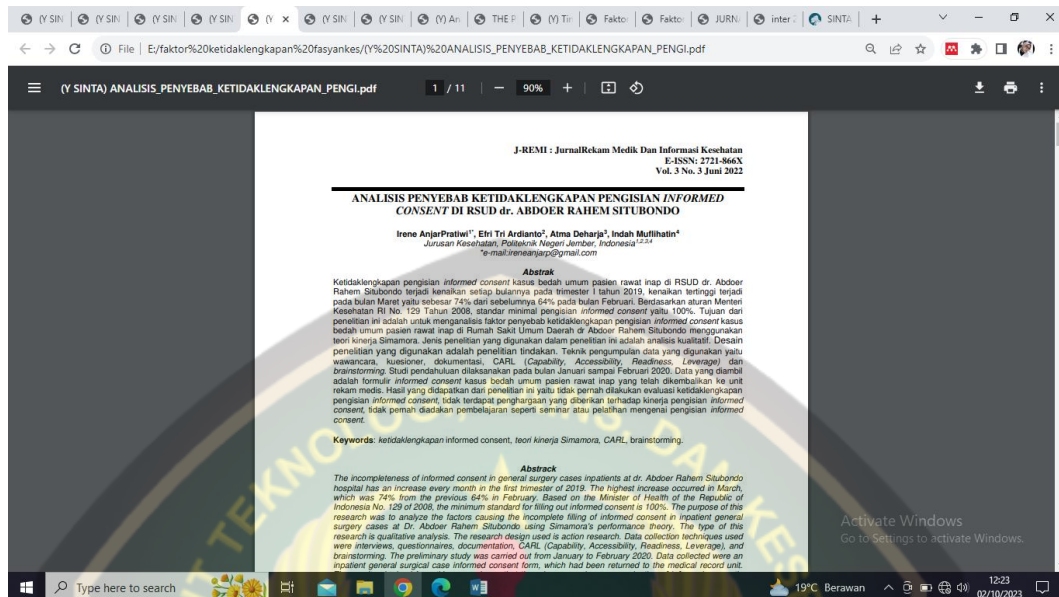 (Y SIN
(Y SIN
(Y SIN
(Y SIN
(Y
(Y SIN
(Y SIN
(Y) An
THE P
(Y) Tin
Fakto
Fakto
JURN
inter 2
SINTA
File | E:/faktor%20ketidaklengkapan%20fasyankes/(Y%20SINTA)%20ANALISIS_PENYEBAB_KETIDAKLENGKAPAN_PENGI.pdf
(Y SINTA) ANALISIS_PENYEBAB_KETIDAKLENGKAPAN_PENGI.pdf
1 / 11
90%
J-REMI : JurnalRekam Medik Dan Informasi Kesehatan
E-ISSN: 2721-866X
Vol. 3 No. 3 Juni 2022
ANALISIS PENYEBAB KETIDAKLENGKAPAN PENGISIAN INFORMED
CONSENT DI RSUD dr. ABDOER RAHEM SITUBONDO
Irene AnjarPratiwi1*, Efri Tri Ardianto2, Atma Deharja3, Indah Muflihatin4
Jurusan Kesehatan, Politeknik Negeri Jember, Indonesia1,2,3,4
*e-mail:ireneanjarp@gmail.com
Abstrak
Ketidaklengkapan pengisian informed consent kasus bedah umum pasien rawat inap di RSUD dr. Abdoer
Rahem Situbondo terjadi kenaikan setiap bulannya pada trimester I tahun 2019, kenaikan tertinggi terjadi
pada bulan Maret yaitu sebesar 74% dari sebelumnya 64% pada bulan Februari. Berdasarkan aturan Menteri
Kesehatan RI No. 129 Tahun 2008, standar minimal pengisian informed consent yaitu 100%. Tujuan dari
penelitian ini adalah untuk menganalisis faktor penyebab ketidaklengkapan pengisian informed consent kasus
bedah umum pasien rawat inap di Rumah Sakit Umum Daerah dr Abdoer Rahem Situbondo menggunakan
teori kinerja Simamora. Jenis penelitian yang digunakan dalam penelitian ini adalah analisis kualitatif. Desain
penelitian yang digunakan adalah penelitian tindakan. Teknik pengumpulan data yang digunakan yaitu
wawancara, kuesioner, dokumentasi, CARL (Capability, Accessibility, Readiness, Leverage) dan
brainstorming. Studi pendahuluan dilaksanakan pada bulan Januari sampai Februari 2020. Data yang diambil
adalah formulir informed consent kasus bedah umum pasien rawat inap yang telah dikembalikan ke unit
rekam medis. Hasil yang didapatkan dari penelitian ini yaitu tidak pernah dilakukan evaluasi ketidaklengkapan
pengisian informed consent, tidak terdapat penghargaan yang diberikan terhadap kinerja pengisian informed
consent, tidak pernah diadakan pembelajaran seperti seminar atau pelatihan mengenai pengisian informed
consent.
Keywords: ketidaklengkapan informed consent, teori kinerja Simamora, CARL, brainstorming.
Abstrack
The incompleteness of informed consent in general surgery cases inpatients at dr. Abdoer Rahem Situbondo
hospital has an increase every month in the first trimester of 2019. The highest increase occurred in March,
which was 74% from the previous 64% in February. Based on the Minister of Health of the Republic of
Indonesia No. 129 of 2008, the minimum standard for filling out informed consent is 100%. The purpose of this
research was to analyze the factors causing the incomplete filling of informed consent in inpatient general
surgery cases at Dr. Abdoer Rahem Situbondo using Simamora's performance theory. The type of this
research is qualitative analysis. The research design used is action research. Data collection techniques used
were interviews, questionnaires, documentation, CARL (Capability, Accessibility, Readiness, Leverage), and
brainstorming. The preliminary study was carried out from January to February 2020. Data collected were an
inpatient general surgical case informed consent form, which had been returned to the medical record unit.
Activate Windows
Go to Settings to activate Windows.
Type here to search
19°C Berawan
12:23
02/10/2023